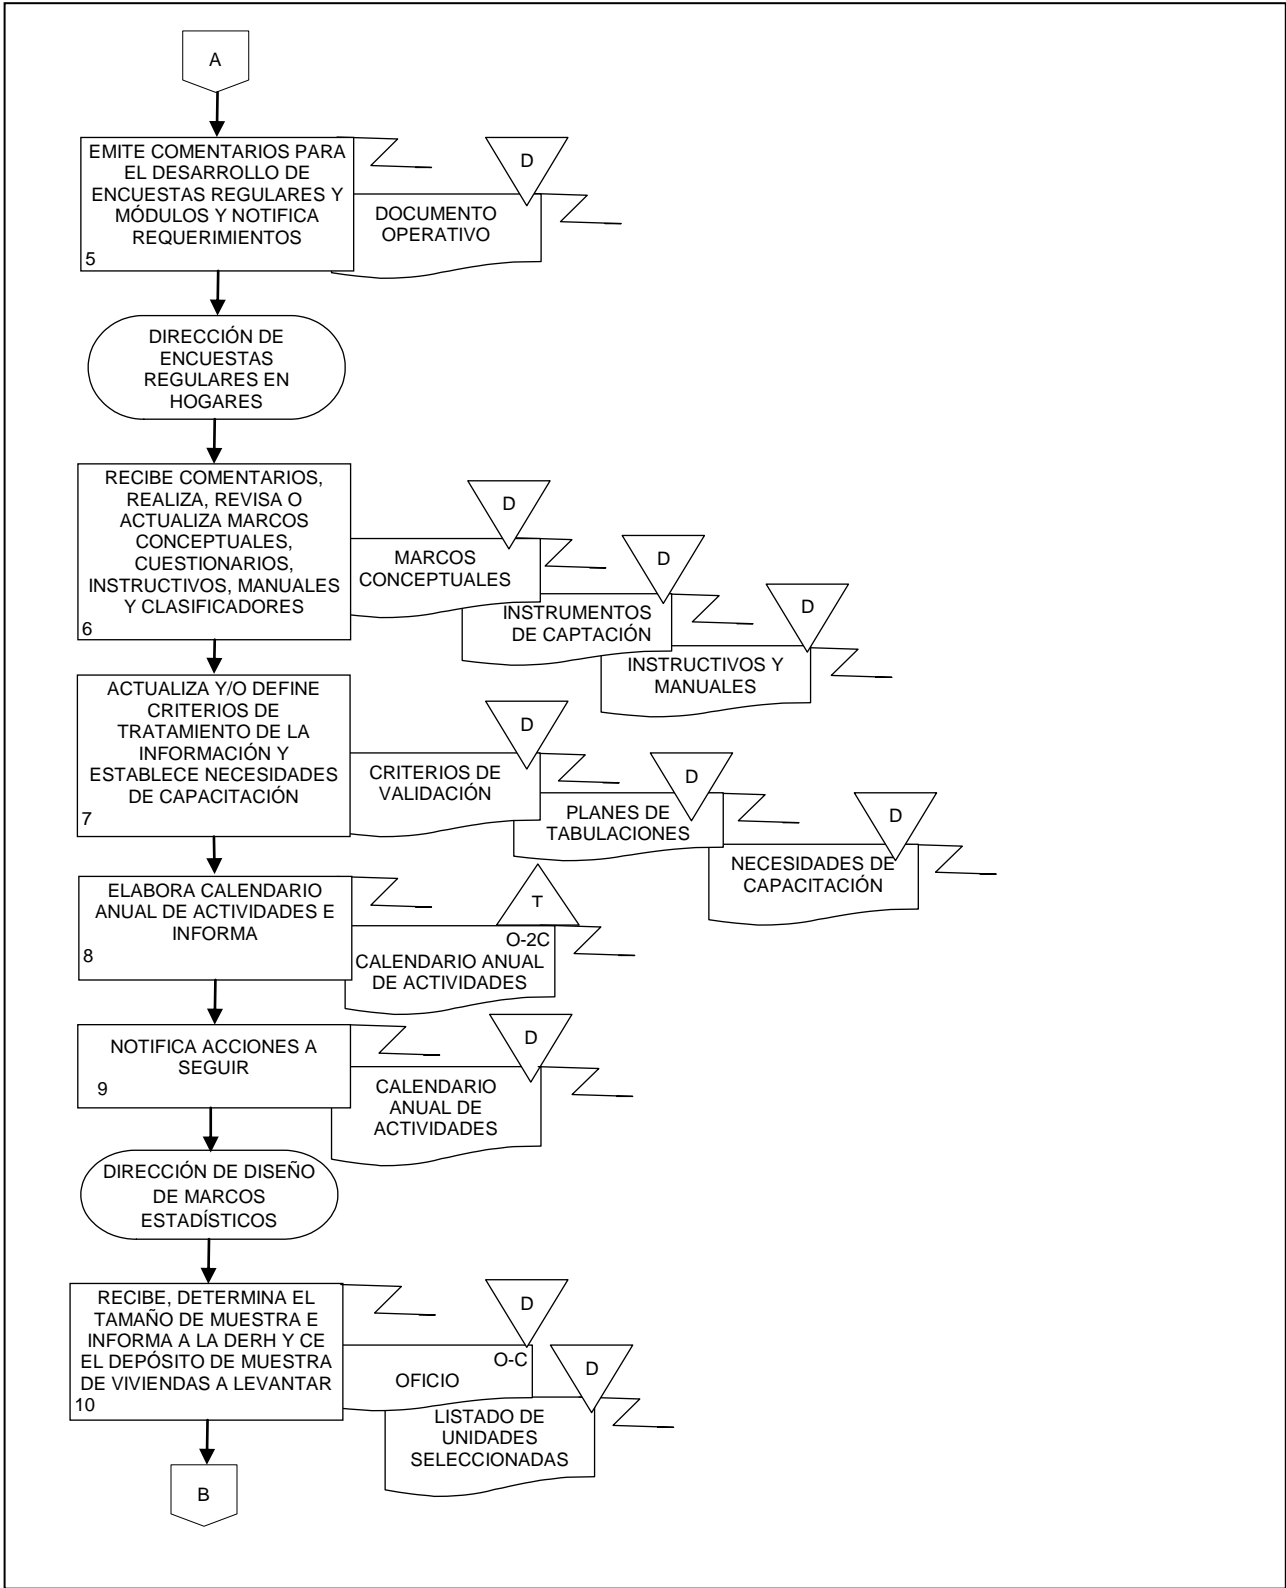 A
EMITE COMENTARIOS PARA
EL DESARROLLO DE
ENCUESTAS REGULARES Y
MÓDULOS Y NOTIFICA
REQUERIMIENTOS
5
D
DOCUMENTO
OPERATIVO
DIRECCIÓN DE
ENCUESTAS
REGULARES EN
HOGARES
RECIBE COMENTARIOS,
REALIZA, REVISA O
ACTUALIZA MARCOS
CONCEPTUALES,
CUESTIONARIOS,
INSTRUCTIVOS, MANUALES
Y CLASIFICADORES
6
D
MARCOS
CONCEPTUALES
D
INSTRUMENTOS
DE CAPTACIÓN
D
INSTRUCTIVOS Y
MANUALES
ACTUALIZA Y/O DEFINE
CRITERIOS DE
TRATAMIENTO DE LA
INFORMACIÓN Y
ESTABLECE NECESIDADES
DE CAPACITACIÓN
7
D
CRITERIOS DE
VALIDACIÓN
D
PLANES DE
TABULACIONES
D
NECESIDADES DE
CAPACITACIÓN
ELABORA CALENDARIO
ANUAL DE ACTIVIDADES E
INFORMA
8
T
O-2C
CALENDARIO ANUAL
DE ACTIVIDADES
NOTIFICA ACCIONES A
SEGUIR
9
D
CALENDARIO
ANUAL DE
ACTIVIDADES
DIRECCIÓN DE DISEÑO
DE MARCOS
ESTADÍSTICOS
RECIBE, DETERMINA EL
TAMAÑO DE MUESTRA E
INFORMA A LA DERH Y CE
EL DEPÓSITO DE MUESTRA
DE VIVIENDAS A LEVANTAR
10
D
O-C
OFICIO
D
LISTADO DE
UNIDADES
SELECCIONADAS
B